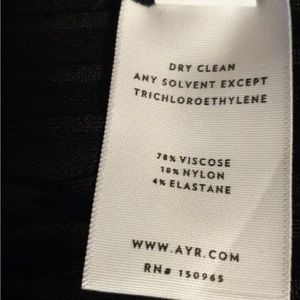 DRY CLEAN
ANY SOLVENT EXCEPT
TRICHLOROETHYLENE
78% VISCOSE
18% NYLON
4% ELASTANE
WWW.AYR.COM
RN# 150965